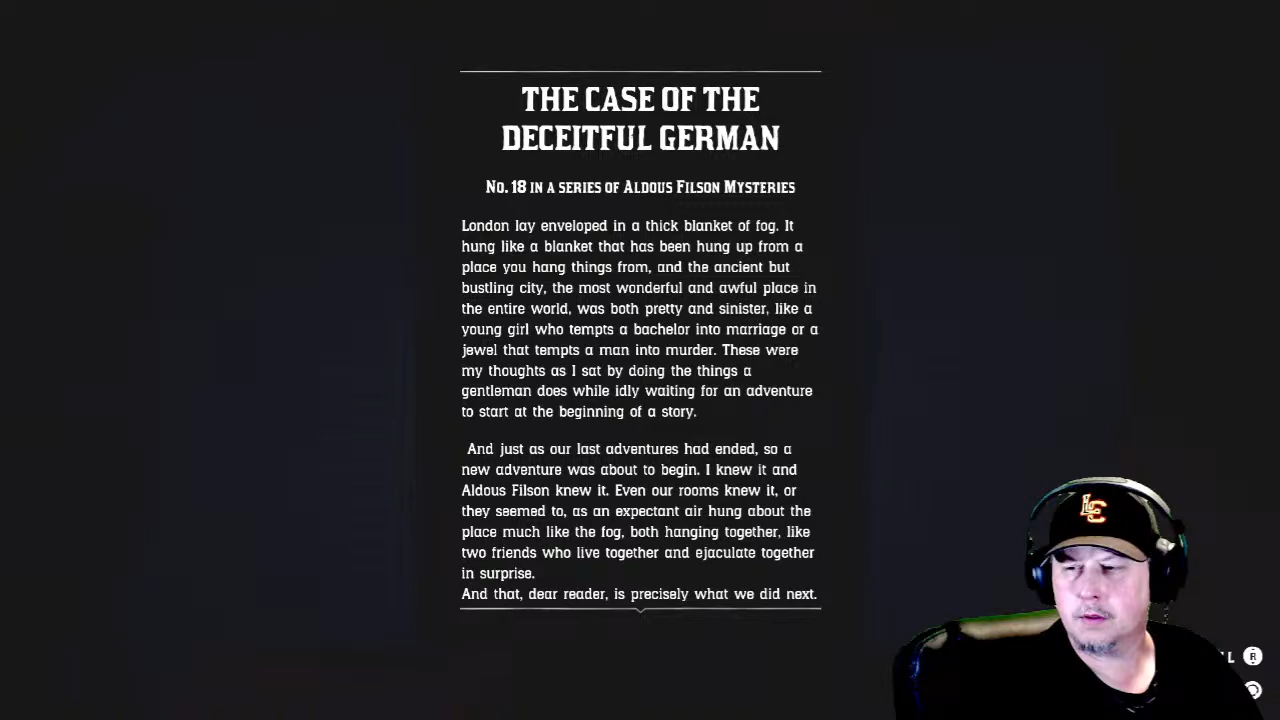 THE CASE OF THE
DECEITFUL GERMAN
No. 18 IN A SERIES OF ALDOUS FILSON MYSTERIES
London lay enveloped in a thick blanket of fog. It
hung like a blanket that has been hung up from a
place you hang things from, and the ancient but
bustling city, the most wonderful and awful place in
the entire world, was both pretty and sinister, like a
young girl who tempts a bachelor into marriage or a
jewel that tempts a man into murder. These were
my thoughts as I sat by doing the things a
gentleman does while idly waiting for an adventure
to start at the beginning of a story.
And just as our last adventures had ended, so a
new adventure was about to begin. I knew it and
Aldous Filson knew it. Even our rooms knew it, or
they seemed to, as an expectant air hung about the
place much like the fog, both hanging together, like
two friends who live together and ejaculate together
in surprise.
And that, dear reader, is precisely what we did next.
LC
L R